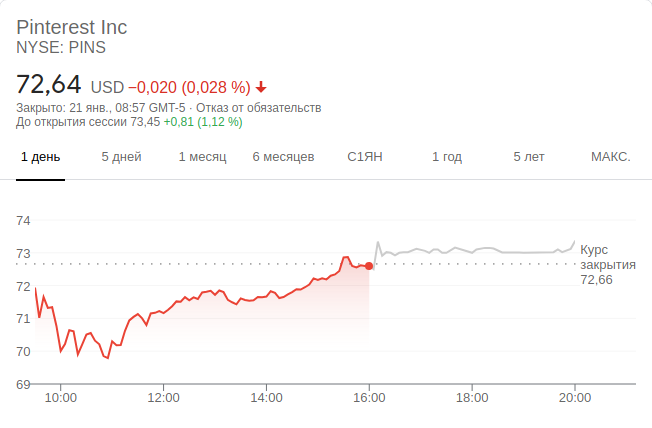 Pinterest Inc
NYSE: PINS
72,64 USD −0,020 (0,028 %)
Закрыто: 21 янв., 08:57 GMT-5 · Отказ от обязательств
До открытия сессии 73,45 +0,81 (1,12 %)
1 день 5 дней 1 месяц 6 месяцев С1ЯН 1 год 5 лет МАКС.
74
73
72
71
70
69
Курс
закрытия
72,66
10:00 12:00 14:00 16:00 18:00 20:00